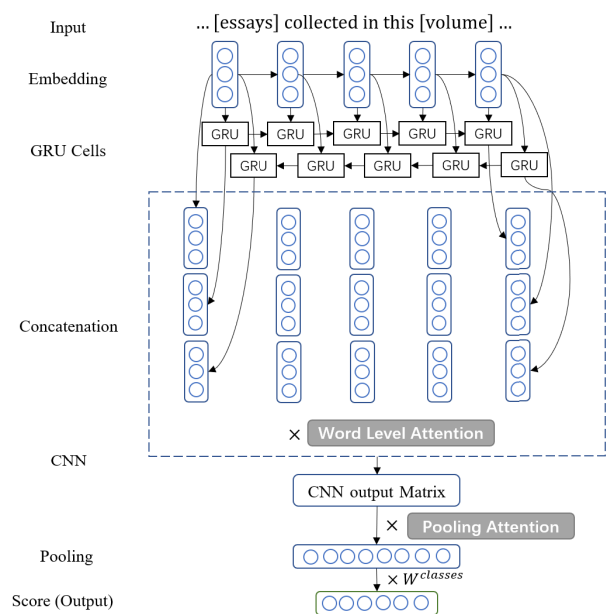 Input
... [essays] collected in this [volume] ...
Embedding
GRU GRU GRU GRU GRU
GRU Cells
GRU GRU GRU GRU GRU
Concatenation
× Word Level Attention
CNN
CNN output Matrix
× Pooling Attention
Pooling
× W^classes
Score (Output)